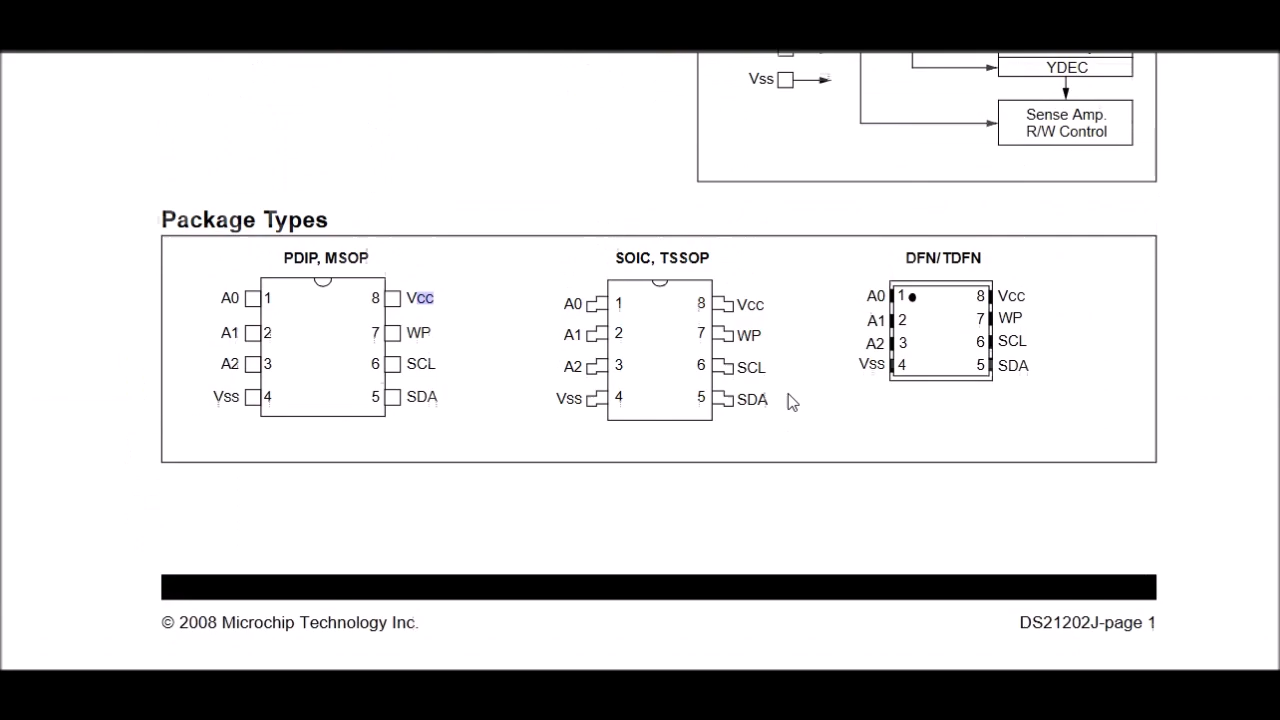 YDEC
Vss
Sense Amp.
R/W Control
Package Types
PDIP, MSOP
A0 1 8 Vcc
A1 2 7 WP
A2 3 6 SCL
Vss 4 5 SDA
SOIC, TSSOP
A0 1 8 Vcc
A1 2 7 WP
A2 3 6 SCL
Vss 4 5 SDA
DFN/TDFN
A0 1 8 Vcc
A1 2 7 WP
A2 3 6 SCL
Vss 4 5 SDA
© 2008 Microchip Technology Inc.
DS21202J-page 1